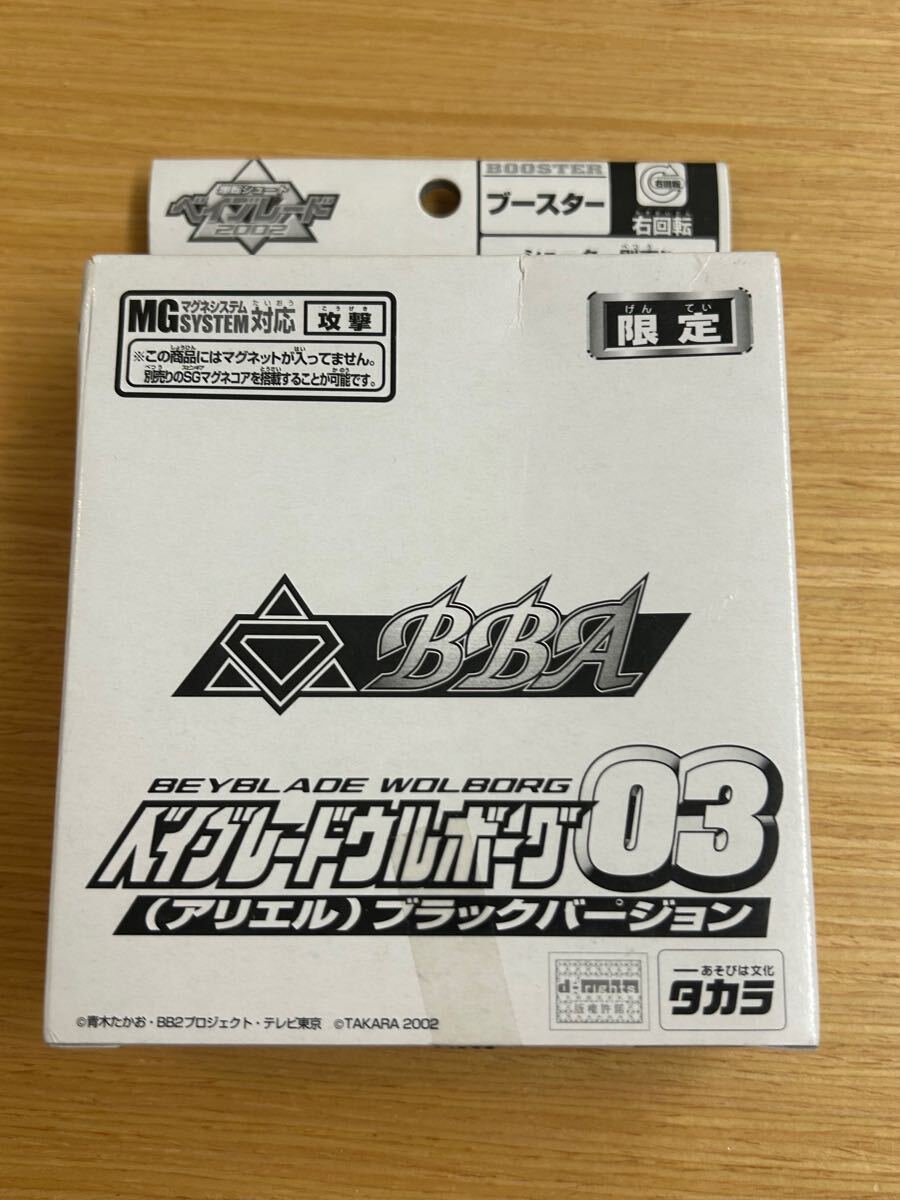 爆転シュート
ベイブレード
2002
BOOSTER
ブースター
右回転
右回転
MG マグネシステム SYSTEM 対応 攻撃
※この商品にはマグネットが入ってません。
別売りのSGマグネコアを搭載することが可能です。
限定
BBA
BEYBLADE WOLBORG
ベイブレードウルボーグ03
(アリエル)ブラックバージョン
d-rights
版権許諾
あそびは文化
タカラ
©青木たかお・BB2プロジェクト・テレビ東京 ©TAKARA 2002